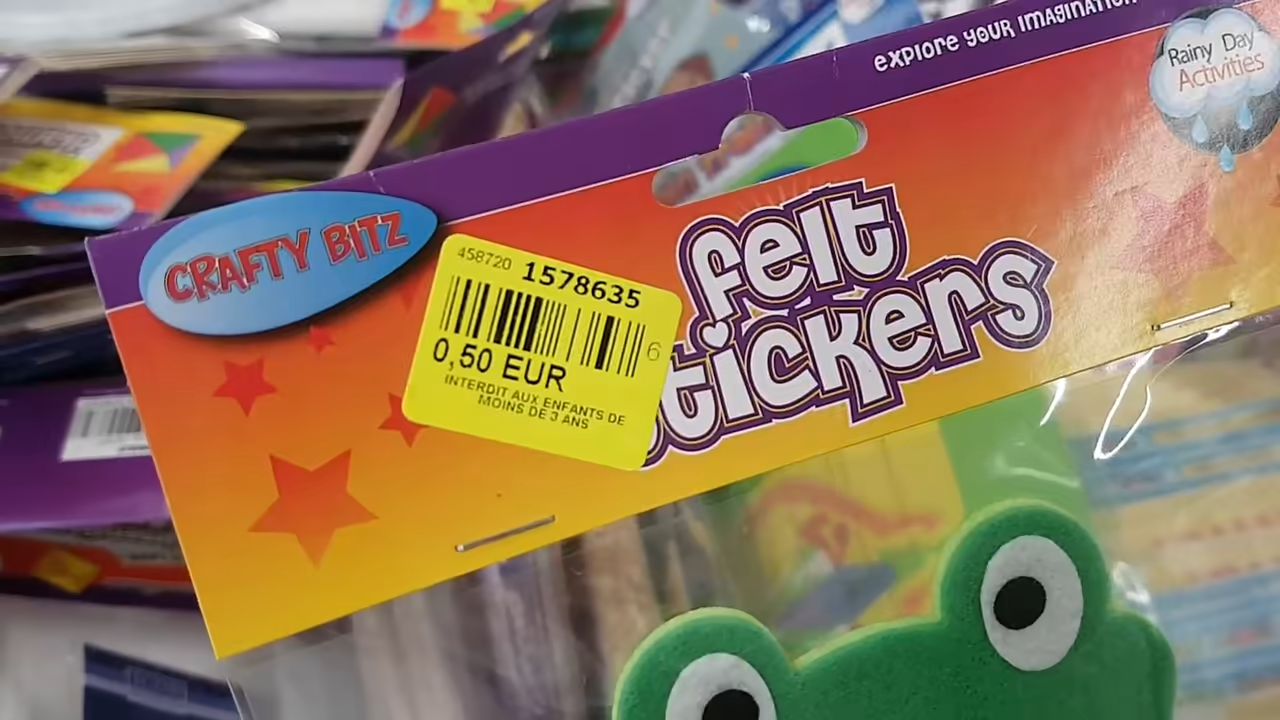 EXPLORE YOUR IMAGINATION
Rainy Day
Activities
CRAFTY BITZ
felt
stickers
458720 1578635
6
0,50 EUR
INTERDIT AUX ENFANTS DE
MOINS DE 3 ANS